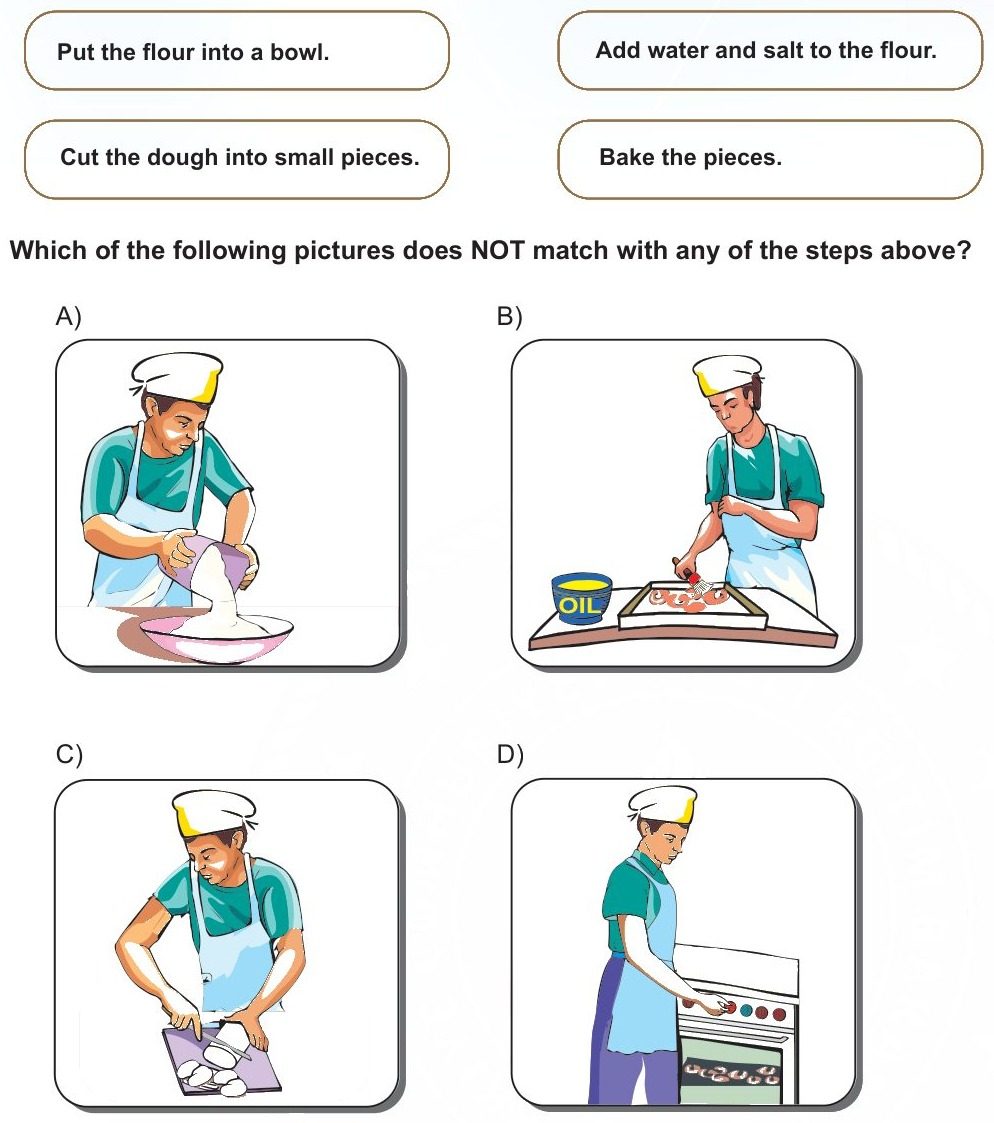 Put the flour into a bowl.
Add water and salt to the flour.
Cut the dough into small pieces.
Bake the pieces.
Which of the following pictures does NOT match with any of the steps above?
A)
B)
OIL
C)
D)